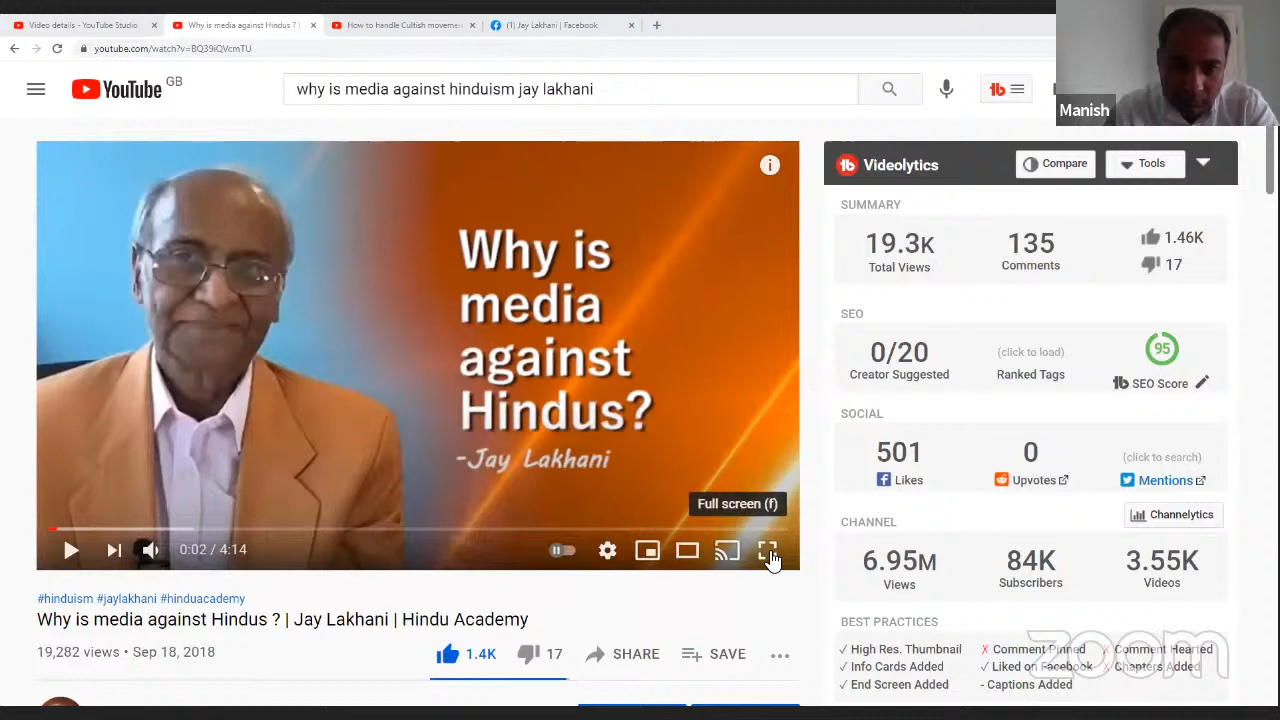 Video details - YouTube Studio
Why is media against Hindus ? |
How to handle Cultish moveme
(1) Jay Lakhani | Facebook
youtube.com/watch?v=BQ39iQVcmTU
YouTube GB
why is media against hinduism jay lakhani
Manish
Why is
media
against
Hindus?
-Jay Lakhani
Full screen (f)
0:02 / 4:14
#hinduism #jaylakhani #hinduacademy
Why is media against Hindus ? | Jay Lakhani | Hindu Academy
19,282 views • Sep 18, 2018
1.4K
17
SHARE
SAVE
Videolytics
Compare
Tools
SUMMARY
19.3K
135
1.46K
Total Views
Comments
17
SEO
0/20
(click to load)
95
Creator Suggested
Ranked Tags
SEO Score
SOCIAL
501
0
(click to search)
Likes
Upvotes
Mentions
CHANNEL
Channelytics
6.95M
84K
3.55K
Views
Subscribers
Videos
BEST PRACTICES
High Res. Thumbnail
Comment Pinned
Comment Hearted
Info Cards Added
Liked on Facebook
Chapters Added
End Screen Added
- Captions Added
zoom